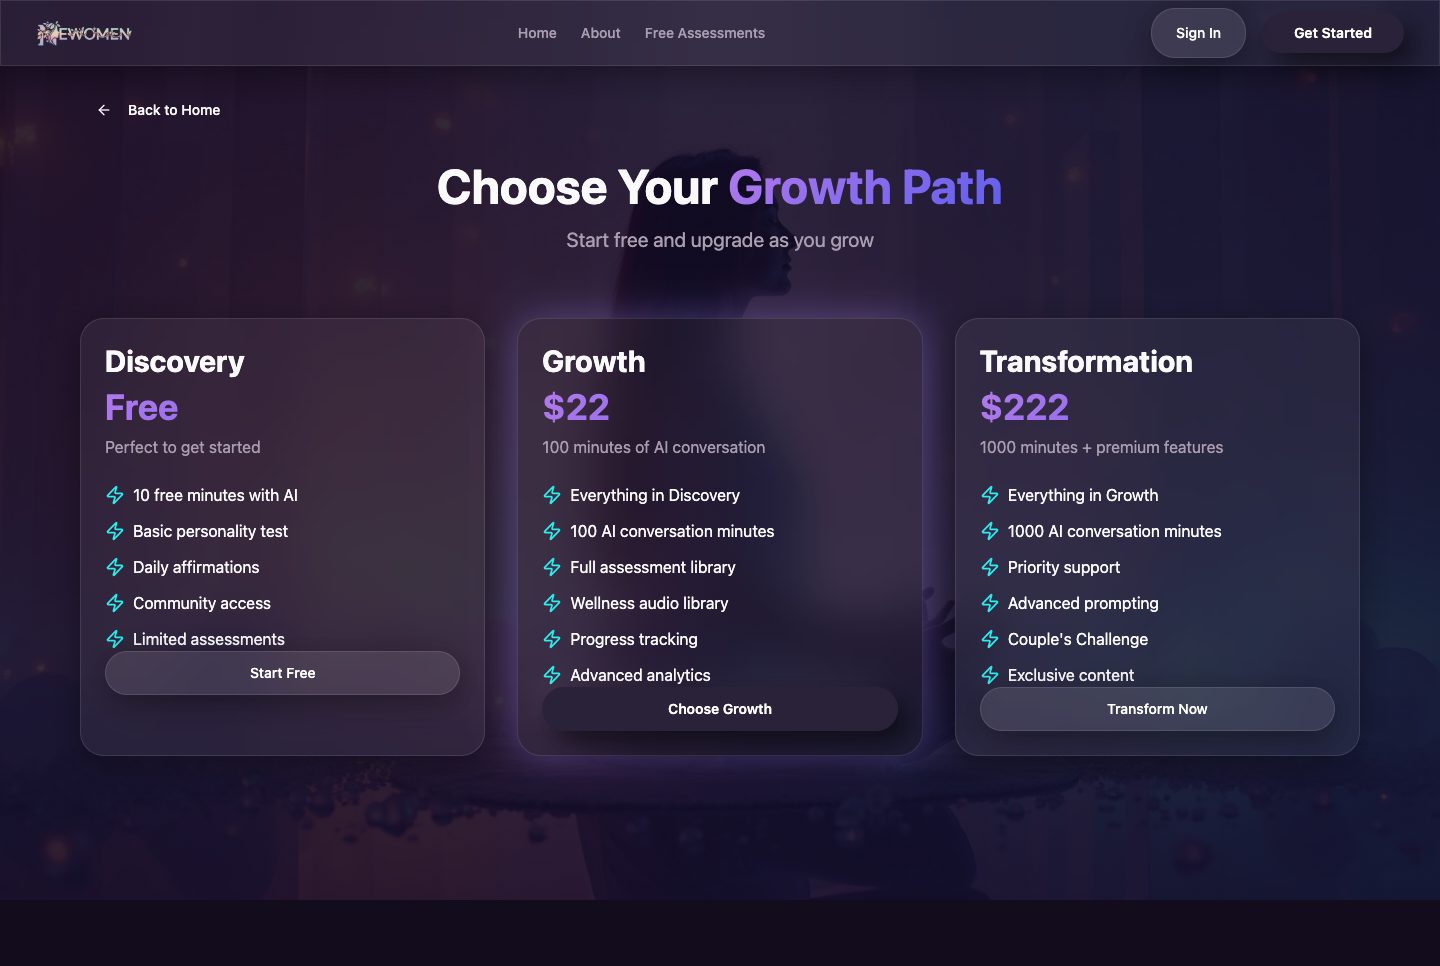 NEWOMEN
Home
About
Free Assessments
Sign In
Get Started
Back to Home
Choose Your Growth Path
Start free and upgrade as you grow
Discovery
Free
Perfect to get started
10 free minutes with AI
Basic personality test
Daily affirmations
Community access
Limited assessments
Start Free
Growth
$22
100 minutes of AI conversation
Everything in Discovery
100 AI conversation minutes
Full assessment library
Wellness audio library
Progress tracking
Advanced analytics
Choose Growth
Transformation
$222
1000 minutes + premium features
Everything in Growth
1000 AI conversation minutes
Priority support
Advanced prompting
Couple's Challenge
Exclusive content
Transform Now